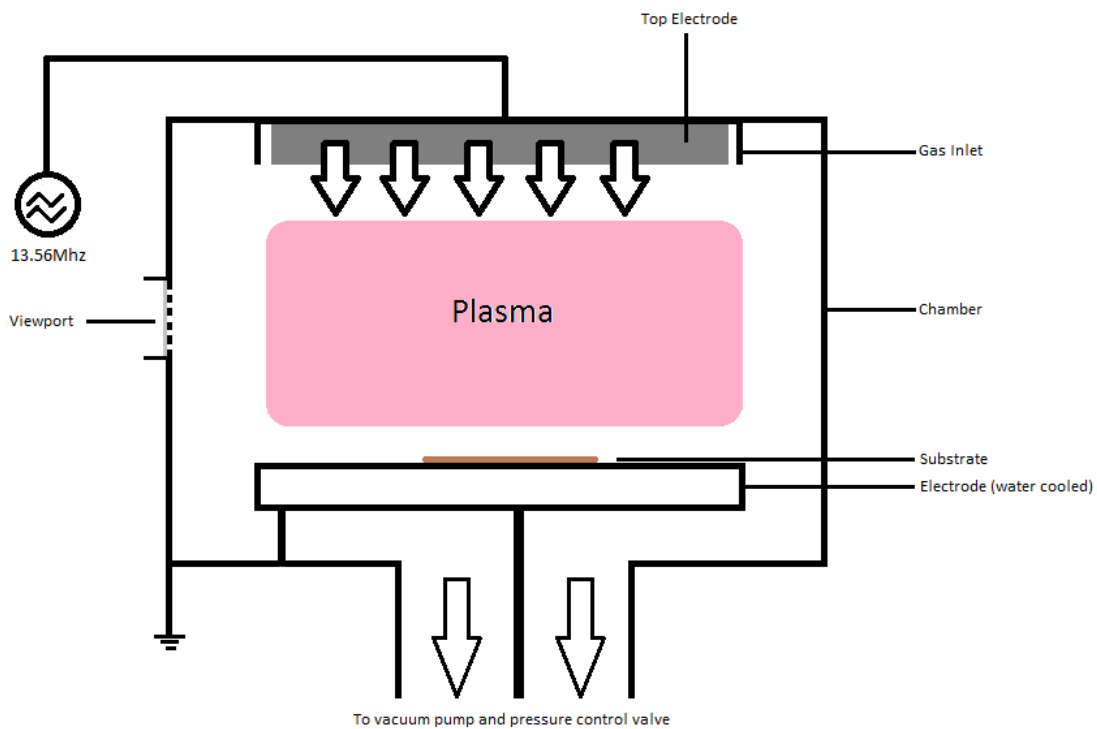 Top Electrode
Gas Inlet
13.56Mhz
Viewport
Plasma
Chamber
Substrate
Electrode (water cooled)
To vacuum pump and pressure control valve